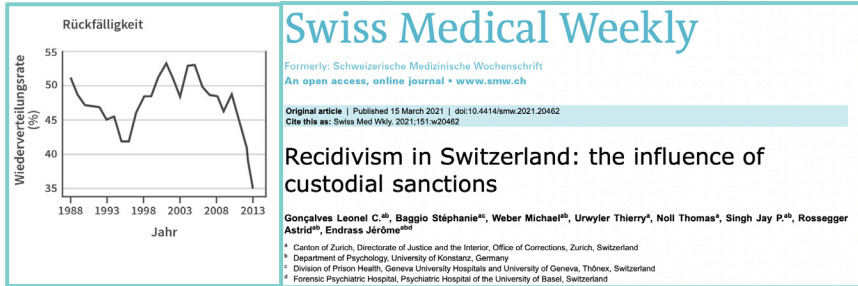 Rückfälligkeit
Wiederverteilungsrate
(%)
55
50
45
40
35
1988 1993 1998 2003 2008 2013
Jahr
Swiss Medical Weekly
Formerly: Schweizerische Medizinische Wochenschrift
An open access, online journal • www.smw.ch
Original article | Published 15 March 2021 | doi:10.4414/smw.2021.20462
Cite this as: Swiss Med Wkly. 2021;151:w20462
Recidivism in Switzerland: the influence of
custodial sanctions
Gonçalves Leonel C.ab, Baggio Stéphanieac, Weber Michaelab, Urwyler Thierrya, Noll Thomasa, Singh Jay P.ab, Rossegger
Astridab, Endrass Jérômeabd
a Canton of Zurich, Directorate of Justice and the Interior, Office of Corrections, Zurich, Switzerland
b Department of Psychology, University of Konstanz, Germany
c Division of Prison Health, Geneva University Hospitals and University of Geneva, Thônex, Switzerland
d Forensic Psychiatric Hospital, Psychiatric Hospital of the University of Basel, Switzerland